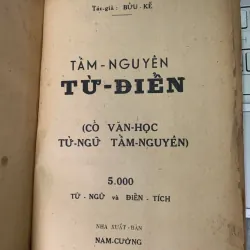 Tác-giả : BỬU-KẾ
TẦM-NGUYÊN
TỪ-ĐIỂN
(CỔ VĂN-HỌC
TỪ-NGỮ TẦM-NGUYÊN)
5.000
TỪ-NGỮ và ĐIỂN-TÍCH
NHÀ XUẤT-BẢN
NAM-CƯỜNG